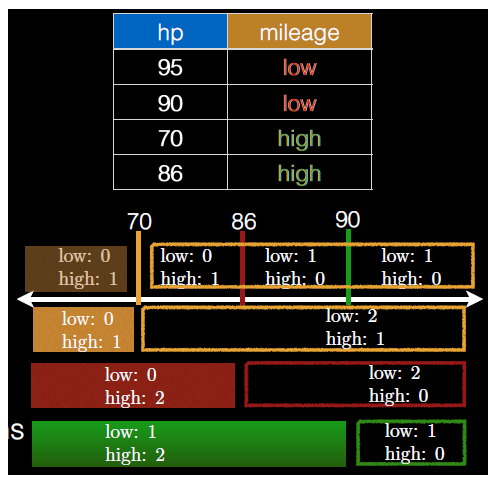 hp mileage
95 low
90 low
70 high
86 high
70 86 90
low: 0 low: 0 low: 1 low: 1
high: 1 high: 1 high: 0 high: 0
low: 0 low: 2
high: 1 high: 1
low: 0 low: 2
high: 2 high: 0
ns low: 1 low: 1
high: 2 high: 0